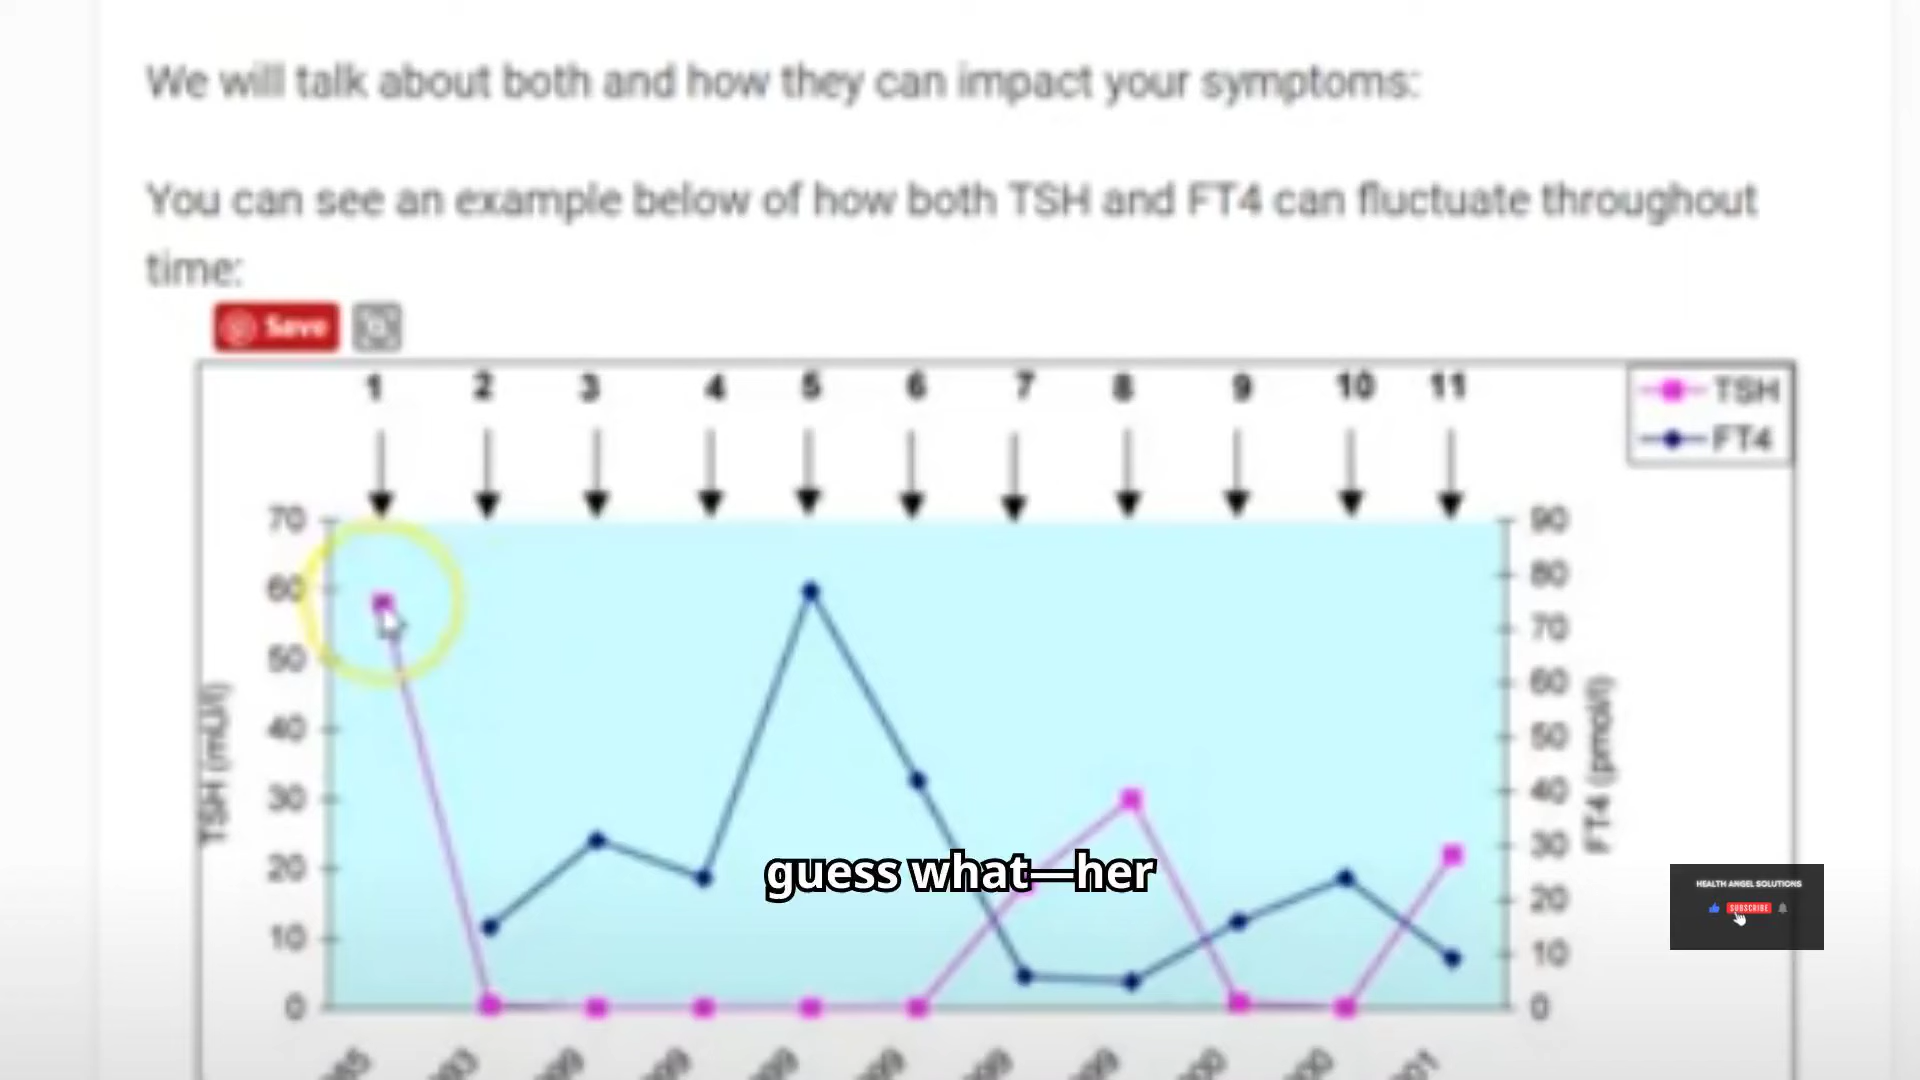 We will talk about both and how they can impact your symptoms:
You can see an example below of how both TSH and FT4 can fluctuate throughout
time:
Save
1 2 3 4 5 6 7 8 9 10 11
TSH
FT4
70 90
60 80
50 70
40 60
30 50
20 40
10 30
0 20
10
0
TSH (mU/l)
FT4 (pmol/l)
guess what—her
HEALTH ANGEL SOLUTIONS
SUBSCRIBE